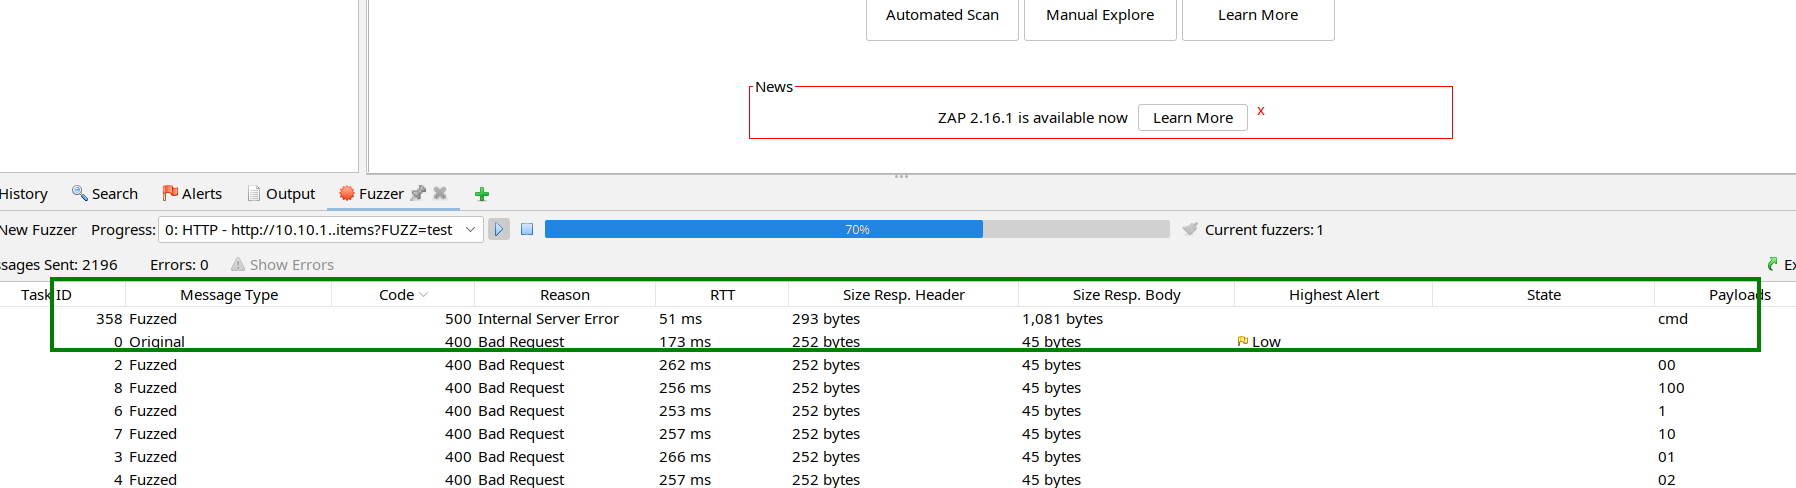 Automated Scan Manual Explore Learn More
News
ZAP 2.16.1 is available now Learn More x
History Search Alerts Output Fuzzer
New Fuzzer Progress: 0: HTTP - http://10.10.1..items?FUZZ=test 70% Current fuzzers: 1
ssages Sent: 2196 Errors: 0 Show Errors Ex
Task ID Message Type Code Reason RTT Size Resp. Header Size Resp. Body Highest Alert State Payloads
358 Fuzzed 500 Internal Server Error 51 ms 293 bytes 1,081 bytes cmd
0 Original 400 Bad Request 173 ms 252 bytes 45 bytes Low
2 Fuzzed 400 Bad Request 262 ms 252 bytes 45 bytes 00
8 Fuzzed 400 Bad Request 256 ms 252 bytes 45 bytes 100
6 Fuzzed 400 Bad Request 253 ms 252 bytes 45 bytes 1
7 Fuzzed 400 Bad Request 257 ms 252 bytes 45 bytes 10
3 Fuzzed 400 Bad Request 266 ms 252 bytes 45 bytes 01
4 Fuzzed 400 Bad Request 257 ms 252 bytes 45 bytes 02